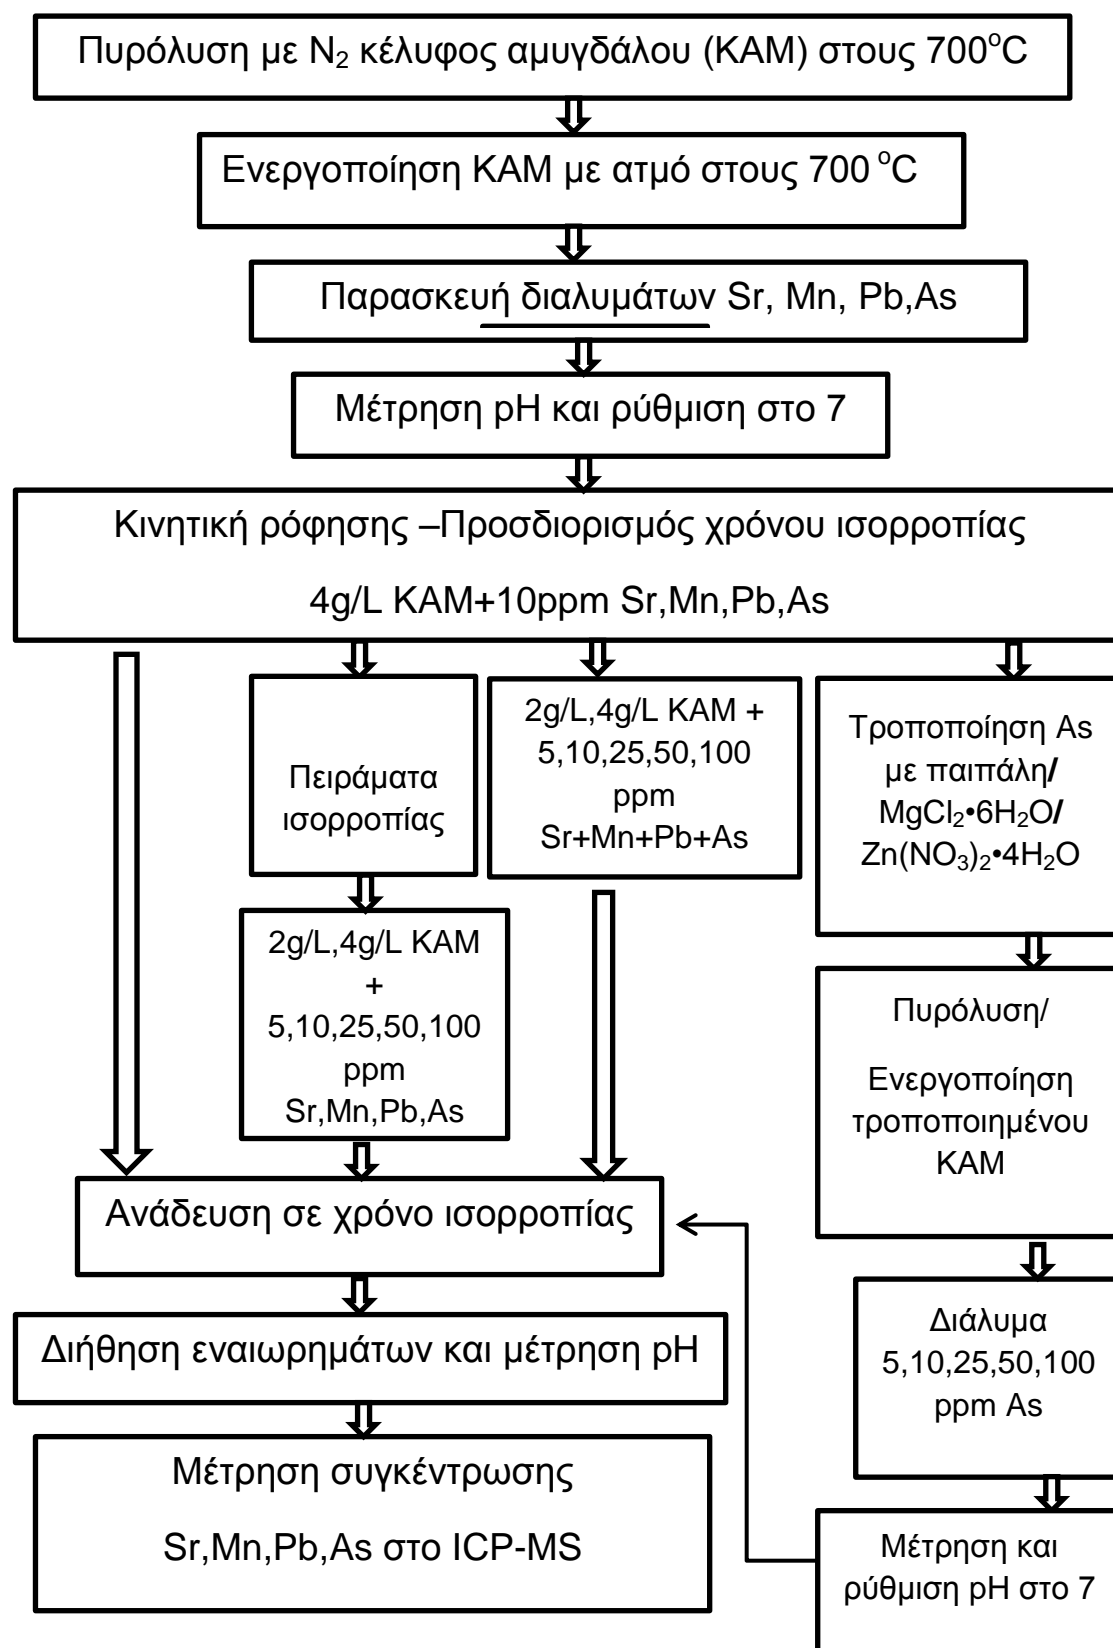 Πυρόλυση με N₂ κέλυφος αμυγδάλου (ΚΑΜ) στους 700°C
Ενεργοποίηση ΚΑΜ με ατμό στους 700 °C
Παρασκευή διαλυμάτων Sr, Mn, Pb,As
Μέτρηση pH και ρύθμιση στο 7
Κινητική ρόφησης –Προσδιορισμός χρόνου ισορροπίας
4g/L KAM+10ppm Sr,Mn,Pb,As
Πειράματα
ισορροπίας
2g/L,4g/L KAM
+
5,10,25,50,100
ppm
Sr,Mn,Pb,As
2g/L,4g/L KAM +
5,10,25,50,100
ppm
Sr+Mn+Pb+As
Τροποποίηση As
με παιπάλη/
MgCl₂•6H₂O/
Zn(NO₃)₂•4H₂O
Πυρόλυση/
Ενεργοποίηση
τροποποιημένου
ΚΑΜ
Διάλυμα
5,10,25,50,100
ppm As
Μέτρηση και
ρύθμιση pH στο 7
Ανάδευση σε χρόνο ισορροπίας
Διήθηση εναιωρημάτων και μέτρηση pH
Μέτρηση συγκέντρωσης
Sr,Mn,Pb,As στο ICP-MS